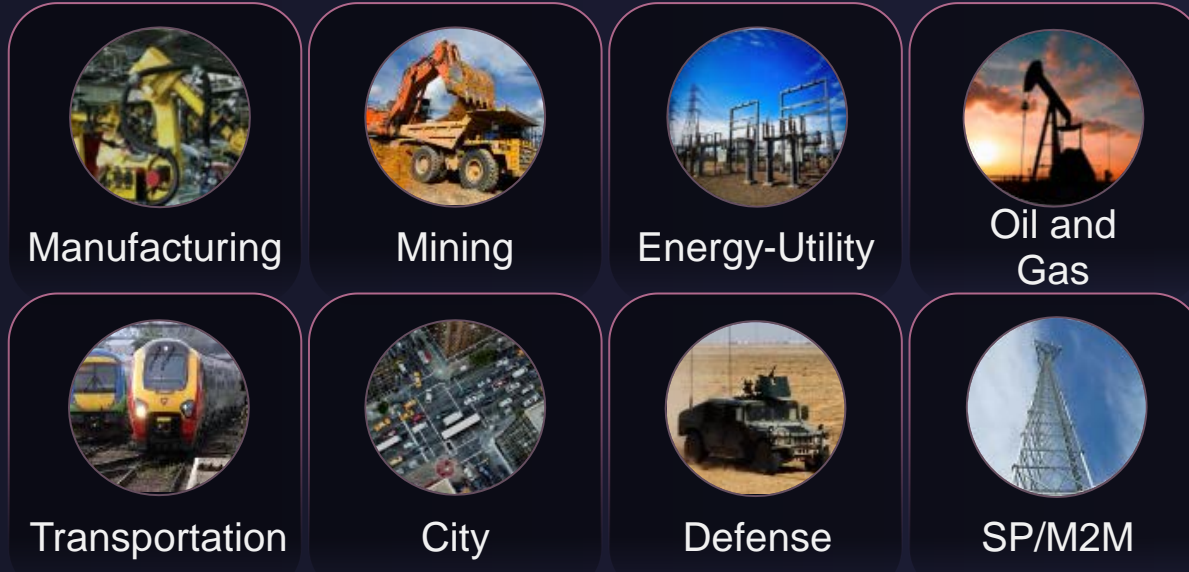 Manufacturing
Mining
Energy-Utility
Oil and
Gas
Transportation
City
Defense
SP/M2M